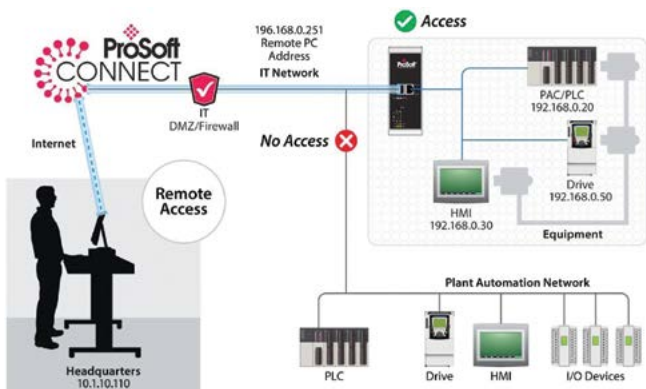 ProSoft
CONNECT
196.168.0.251
Remote PC
Address
IT Network
Access
ProSoft
PAC/PLC
192.168.0.20
IT
DMZ/Firewall
Internet
No Access
Remote
Access
HMI
192.168.0.30
Drive
192.168.0.50
Equipment
Plant Automation Network
PLC
Drive
HMI
I/O Devices
Headquarters
10.1.10.110